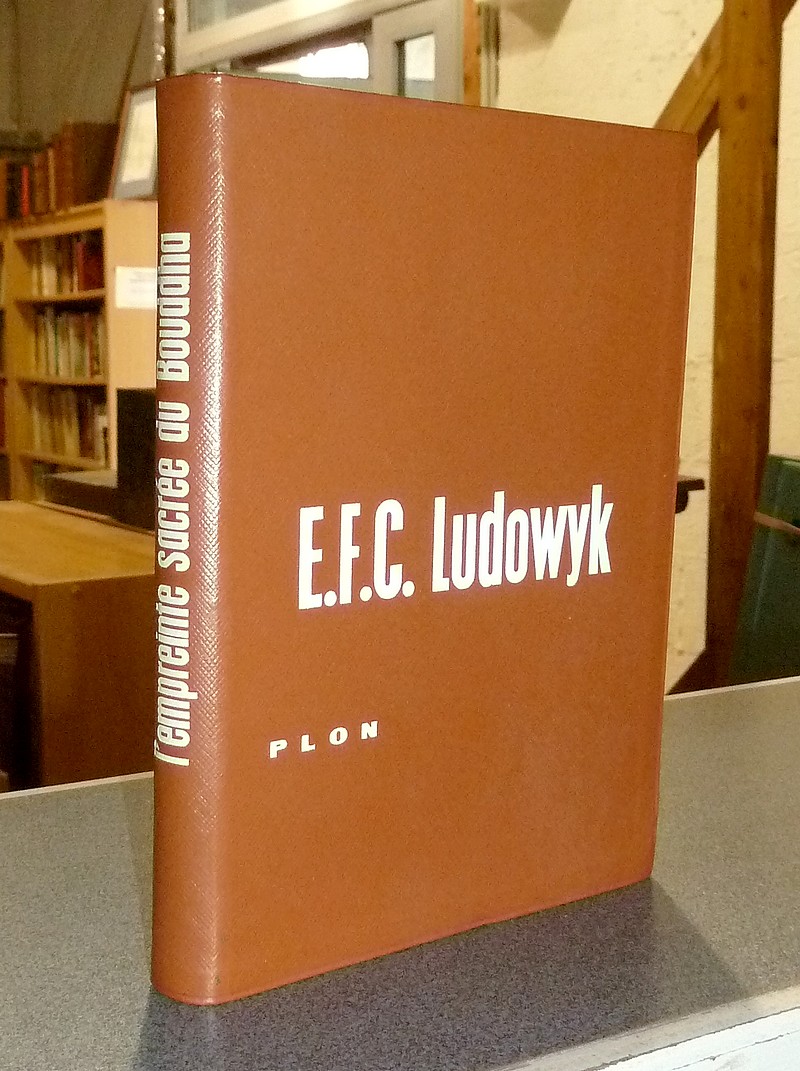 l'empreinte sacrée du Bouddha
E.F.C. Ludowyk
PLON